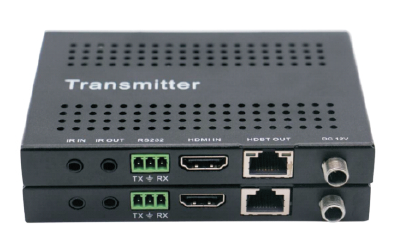 Transmitter
IR IN IR OUT RS232 HDMI IN HDBT OUT DC 12V
TX RX
TX RX